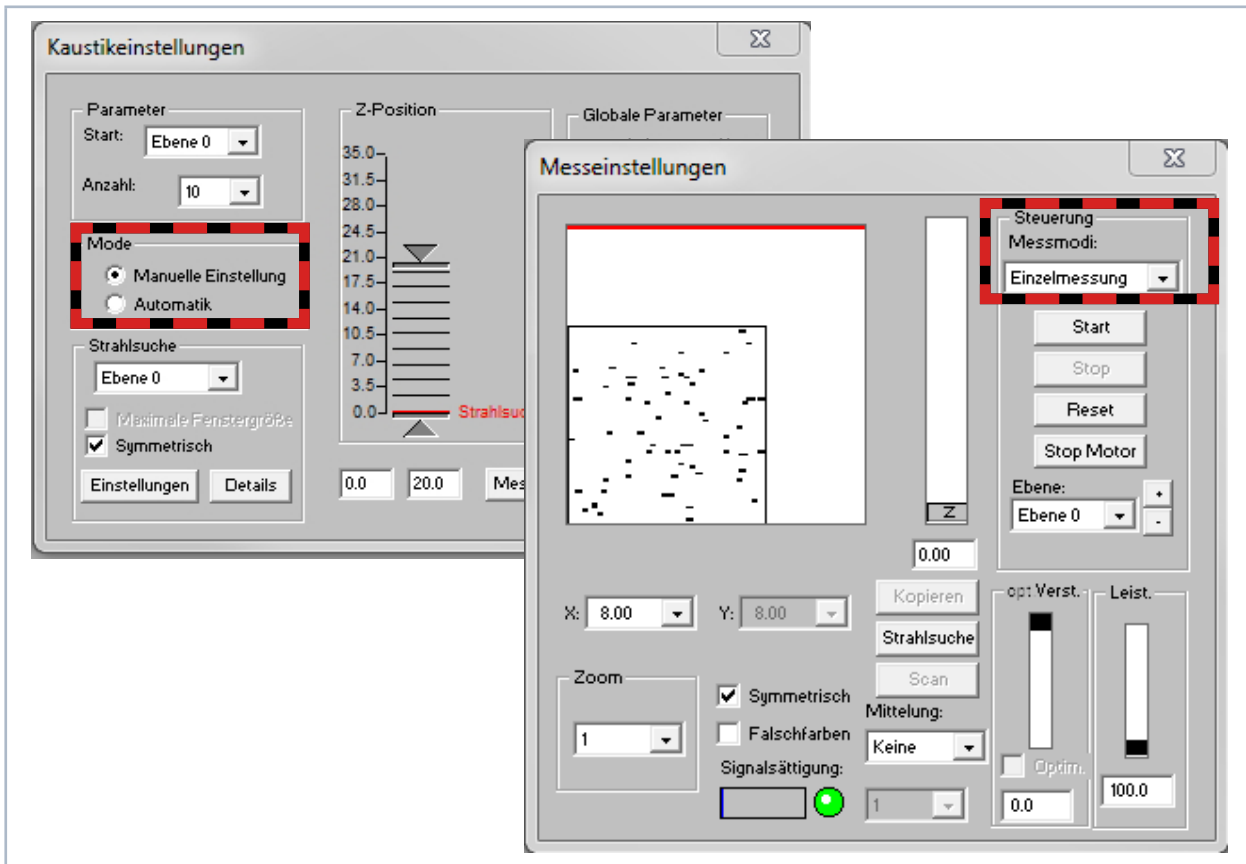 Kaustikeinstellungen
Parameter
Start: Ebene 0
Anzahl: 10
Mode
Manuelle Einstellung
Automatik
Strahlsuche
Ebene 0
Maximale Fenstergröße
Symmetrisch
Einstellungen Details
Z-Position
35.0
31.5
28.0
24.5
21.0
17.5
14.0
10.5
7.0
3.5
0.0 Strahlsuc
0.0 20.0 Mes
Globale Parameter
Messeinstellungen
Z
0.00
X: 8.00 Y: 8.00
Zoom
1
Symmetrisch
Falschfarben
Signalsättigung:
Kopieren
Strahlsuche
Scan
Mittelung:
Keine
1
Steuerung
Messmodi:
Einzelmessung
Start
Stop
Reset
Stop Motor
Ebene:
Ebene 0
+
-
opt Verst.
Optim.
0.0
Leist.
100.0